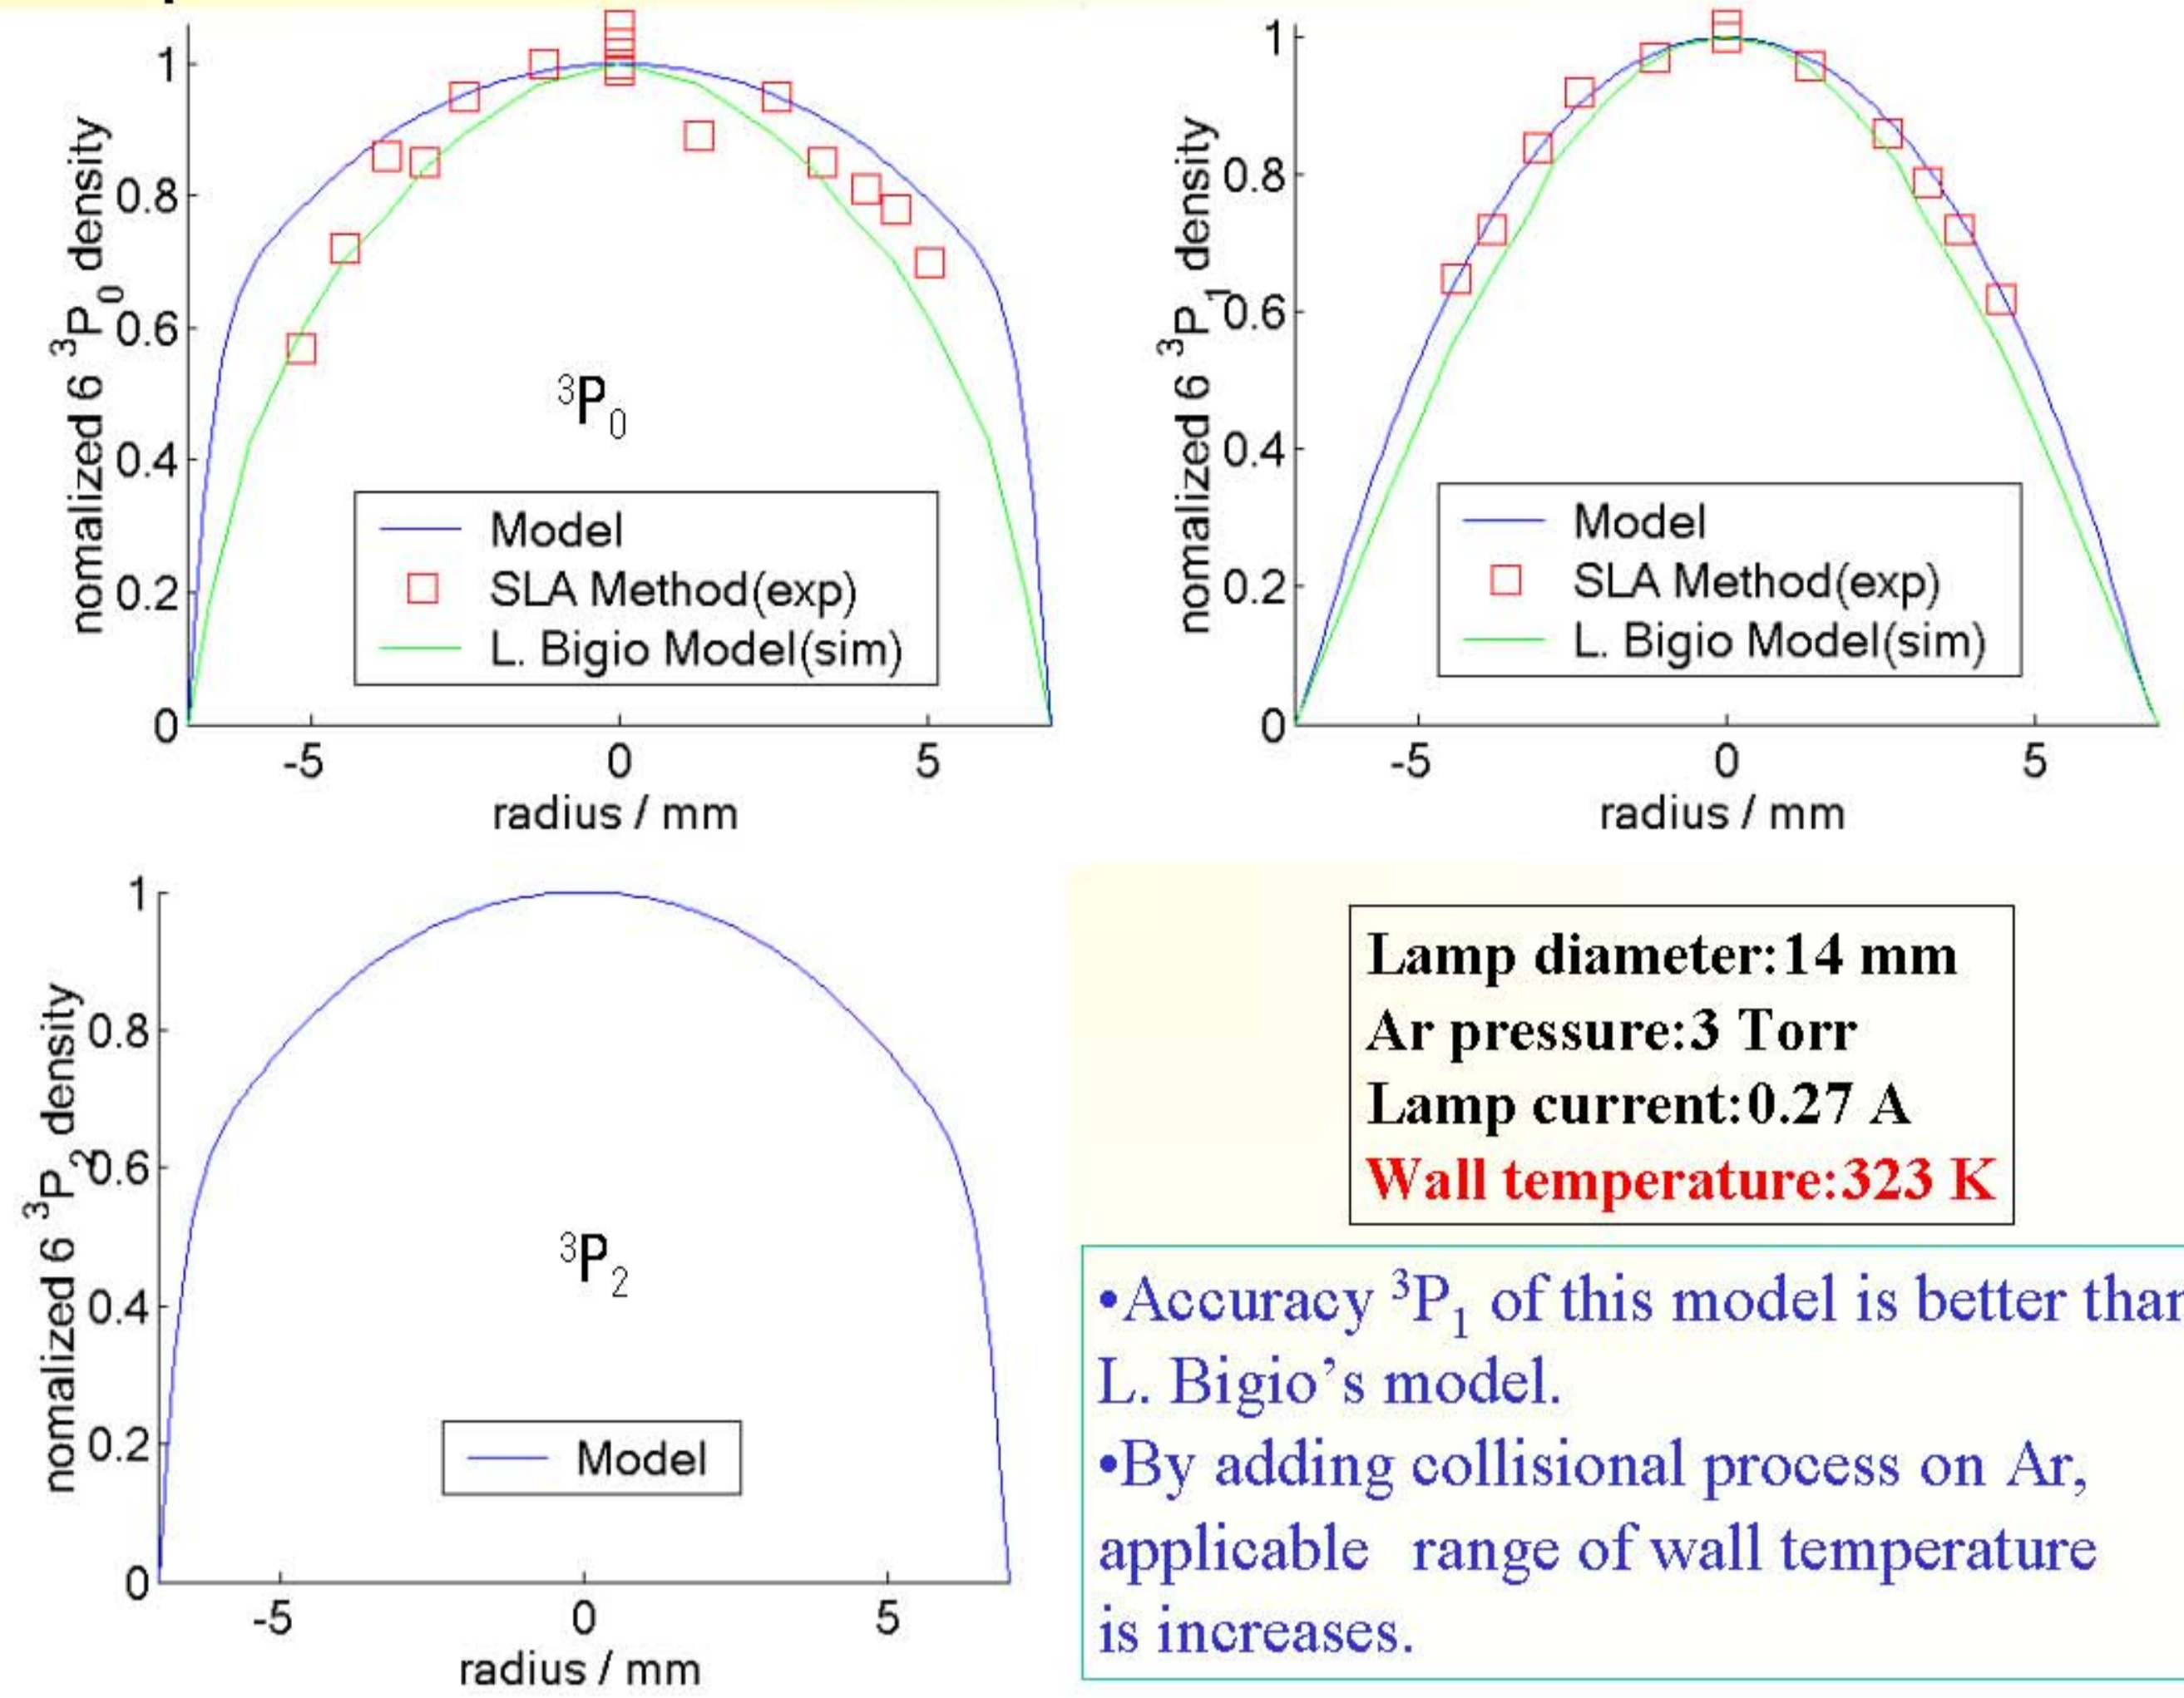 1
0.8
0.6
0.4
0.2
0
nomalized 6 ³P₀ density
³P₀
Model
SLA Method(exp)
L. Bigio Model(sim)
-5 0 5
radius / mm
1
0.8
0.6
0.4
0.2
0
nomalized 6 ³P₁ density
Model
SLA Method(exp)
L. Bigio Model(sim)
-5 0 5
radius / mm
1
0.8
0.6
0.4
0.2
0
nomalized 6 ³P₂ density
³P₂
Model
-5 0 5
radius / mm
Lamp diameter:14 mm
Ar pressure:3 Torr
Lamp current:0.27 A
Wall temperature:323 K
•Accuracy ³P₁ of this model is better than
L. Bigio’s model.
•By adding collisional process on Ar,
applicable range of wall temperature
is increases.